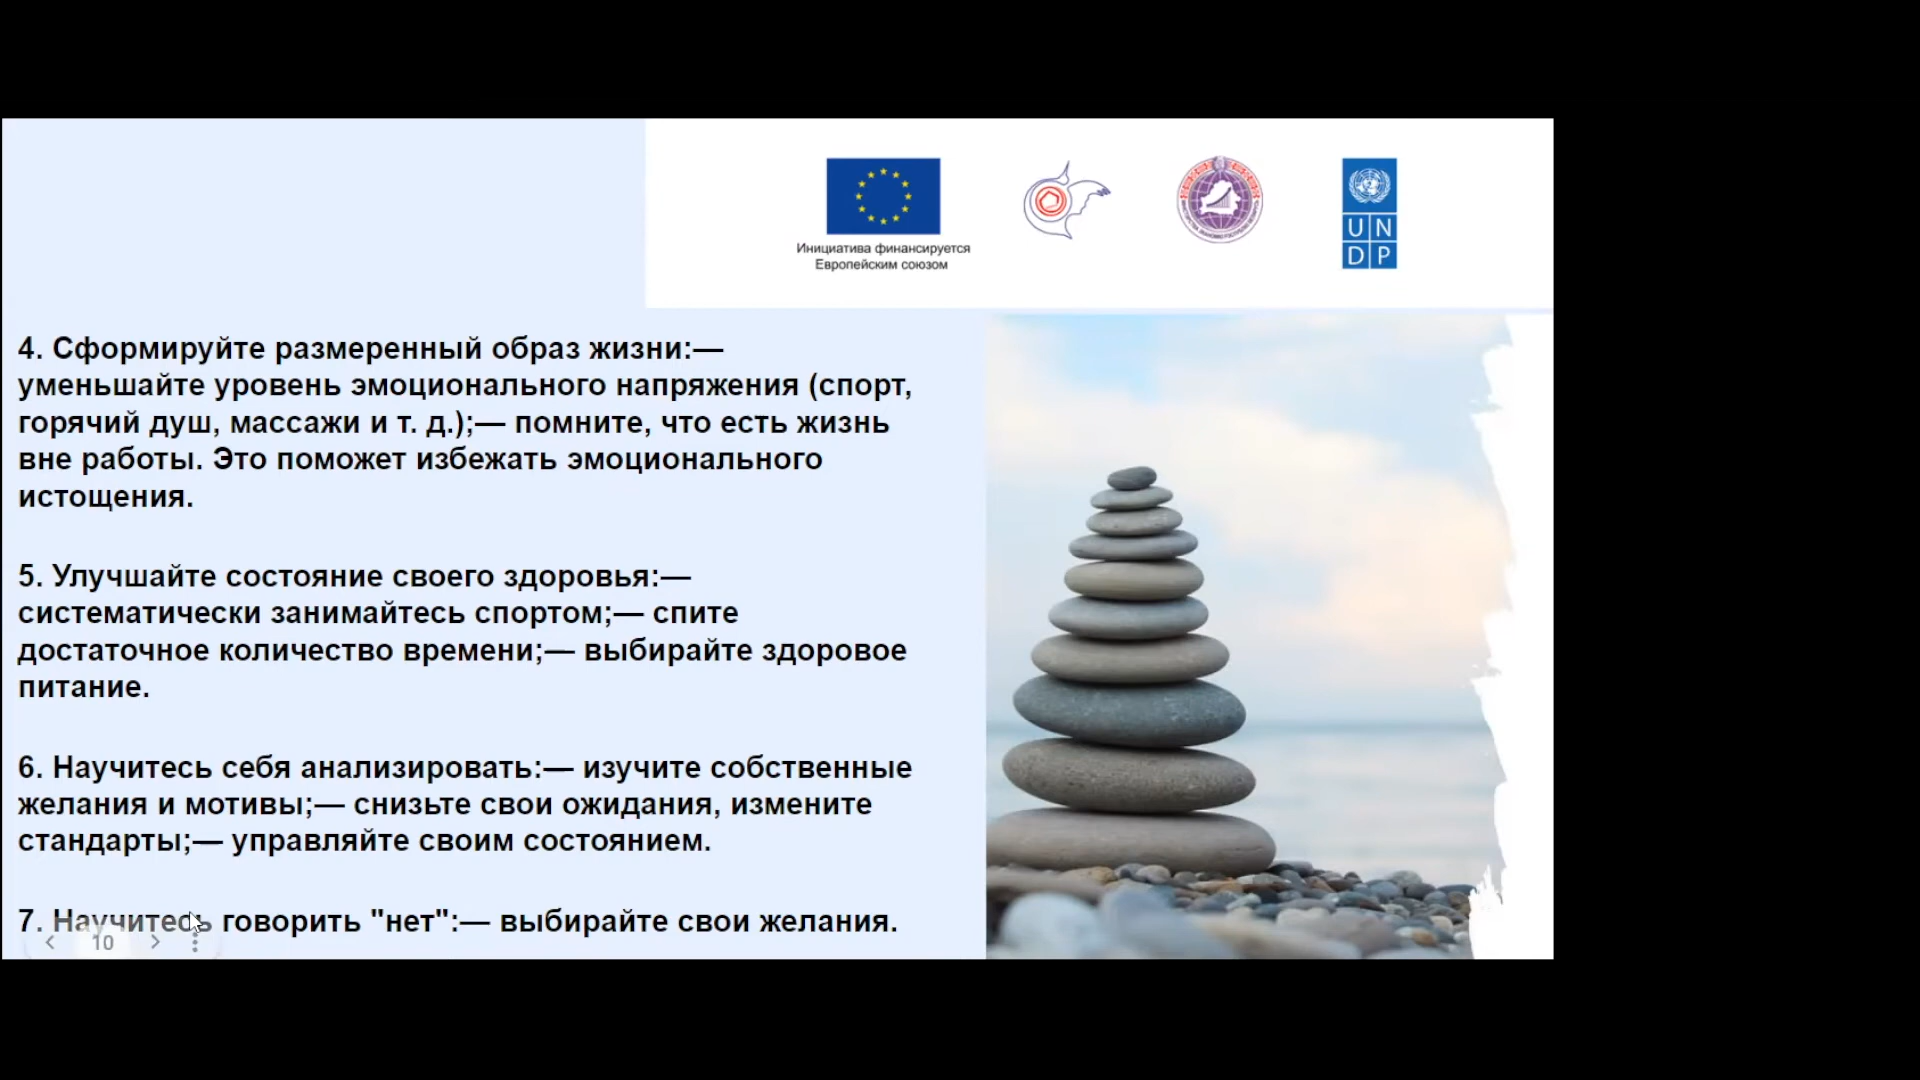 Инициатива финансируется
Европейским союзом
U N
D P
4. Сформируйте размеренный образ жизни:—
уменьшайте уровень эмоционального напряжения (спорт,
горячий душ, массажи и т. д.);— помните, что есть жизнь
вне работы. Это поможет избежать эмоционального
истощения.
5. Улучшайте состояние своего здоровья:—
систематически занимайтесь спортом;— спите
достаточное количество времени;— выбирайте здоровое
питание.
6. Научитесь себя анализировать:— изучите собственные
желания и мотивы;— снизьте свои ожидания, измените
стандарты;— управляйте своим состоянием.
7. Научитесь говорить "нет":— выбирайте свои желания.
10